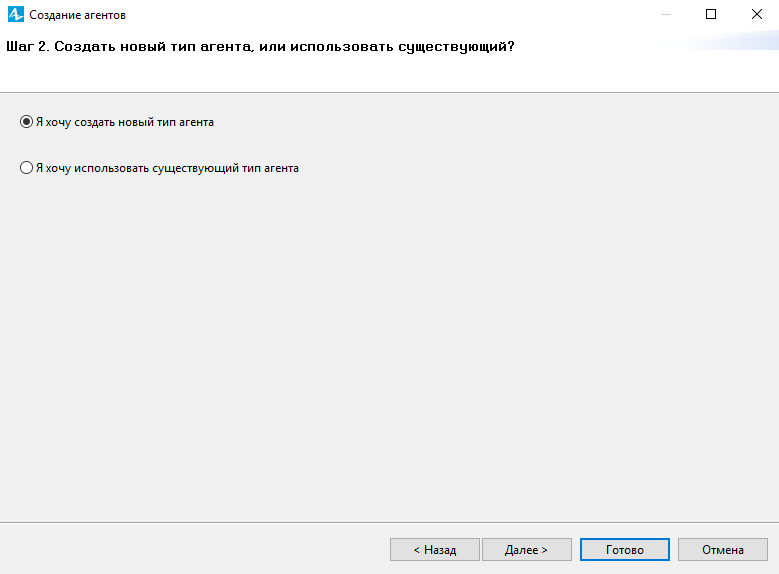 Создание агентов
Шаг 2. Создать новый тип агента, или использовать существующий?
Я хочу создать новый тип агента
Я хочу использовать существующий тип агента
< Назад
Далее >
Готово
Отмена